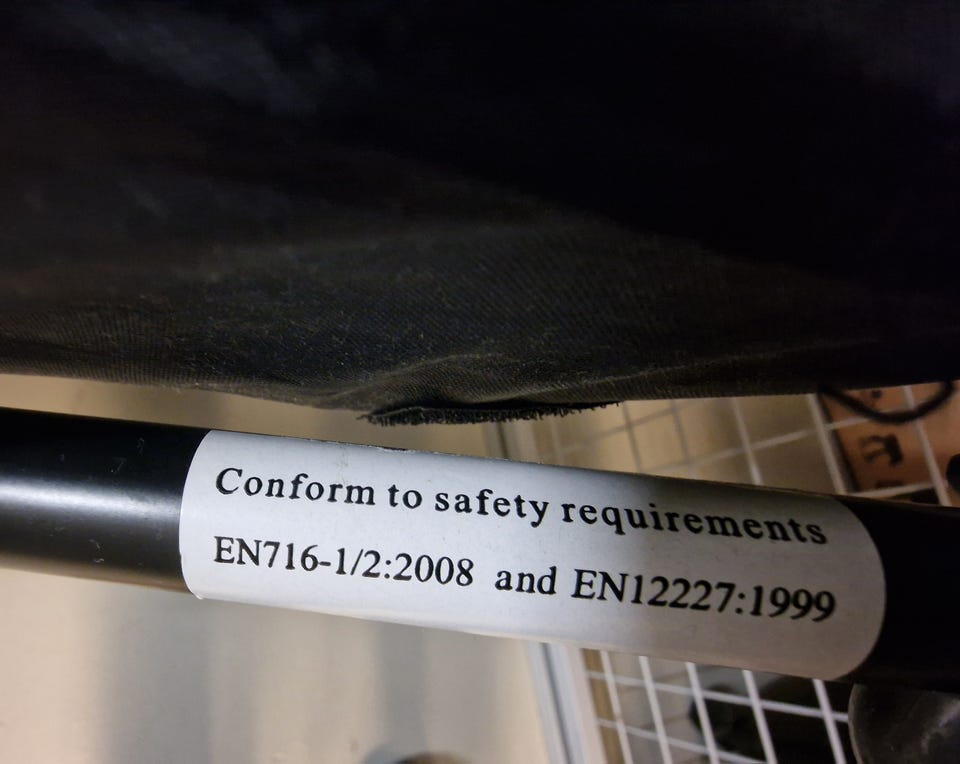 Conform to safety requirements
EN716-1/2:2008 and EN12227:1999